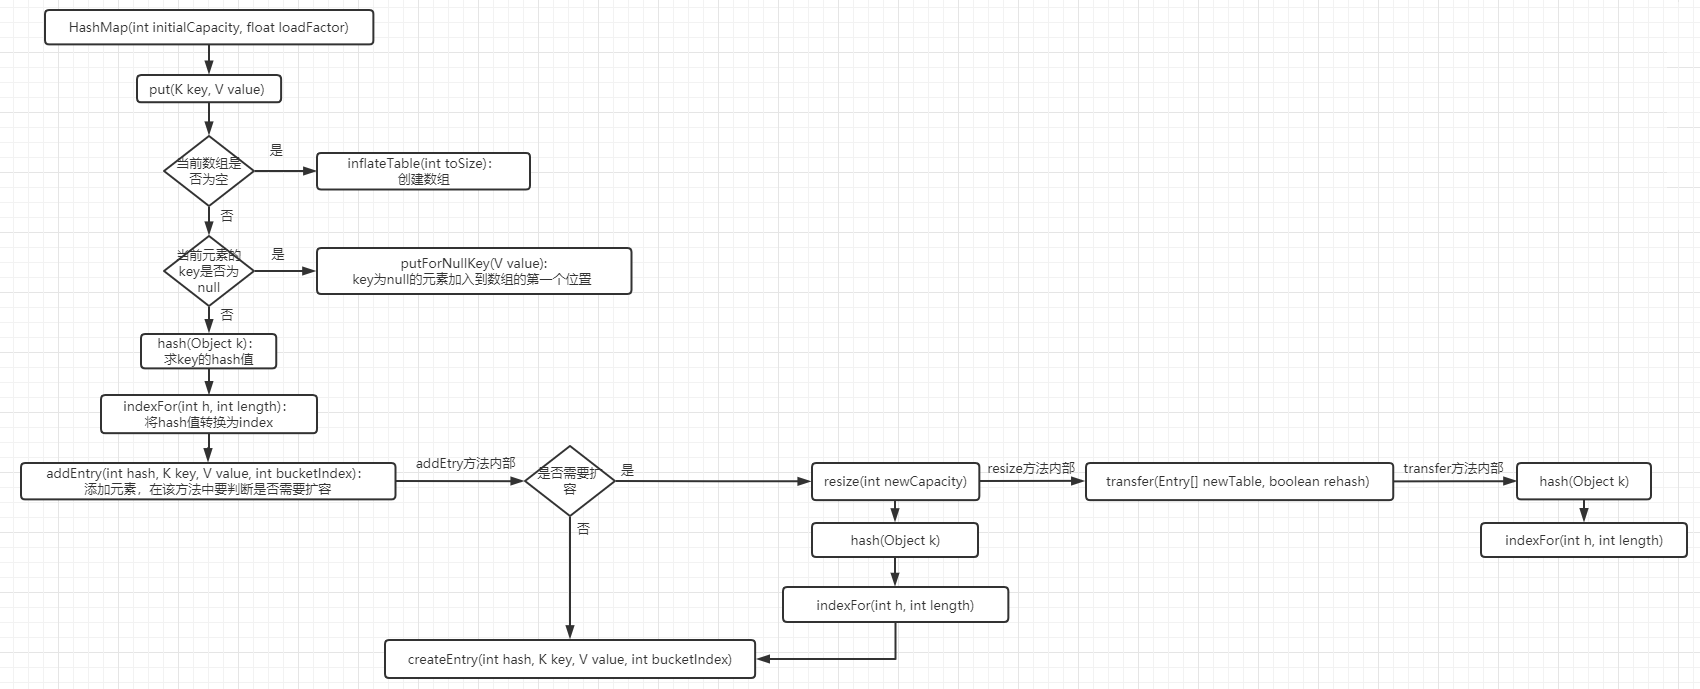 HashMap(int initialCapacity, float loadFactor)
put(K key, V value)
当前数组是
否为空
是
inflateTable(int toSize)：
创建数组
否
当前元素的
key是否为
null
是
putForNullKey(V value):
key为null的元素加入到数组的第一个位置
否
hash(Object k)：
求key的hash值
indexFor(int h, int length)：
将hash值转换为index
addEntry(int hash, K key, V value, int bucketIndex)：
添加元素，在该方法中要判断是否需要扩容
addEtry方法内部
是否需要扩
容
是
resize(int newCapacity)
resize方法内部
transfer(Entry[] newTable, boolean rehash)
transfer方法内部
hash(Object k)
indexFor(int h, int length)
否
hash(Object k)
indexFor(int h, int length)
createEntry(int hash, K key, V value, int bucketIndex)